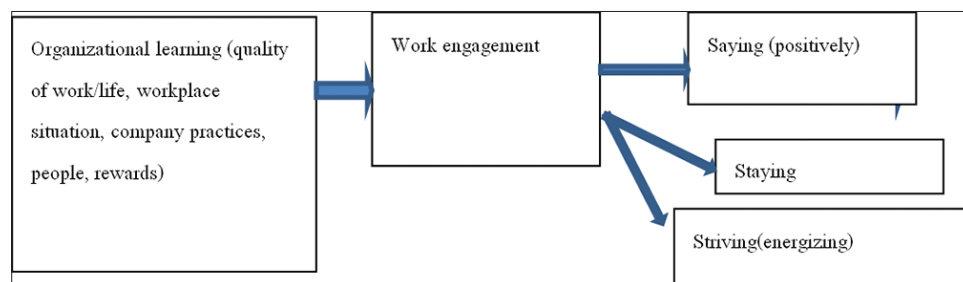 Organizational learning (quality
of work/life, workplace
situation, company practices,
people, rewards)
Work engagement
Saying (positively)
Staying
Striving(energizing)